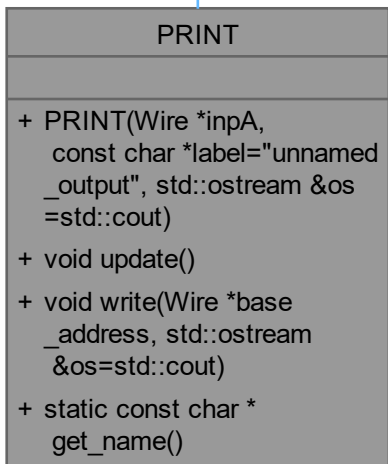 PRINT
+ PRINT(Wire *inpA,
const char *label="unnamed
_output", std::ostream &os
=std::cout)
+ void update()
+ void write(Wire *base
_address, std::ostream
&os=std::cout)
+ static const char *
get_name()